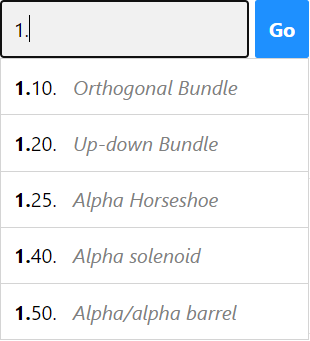 1.
Go
1.10. Orthogonal Bundle
1.20. Up-down Bundle
1.25. Alpha Horseshoe
1.40. Alpha solenoid
1.50. Alpha/alpha barrel